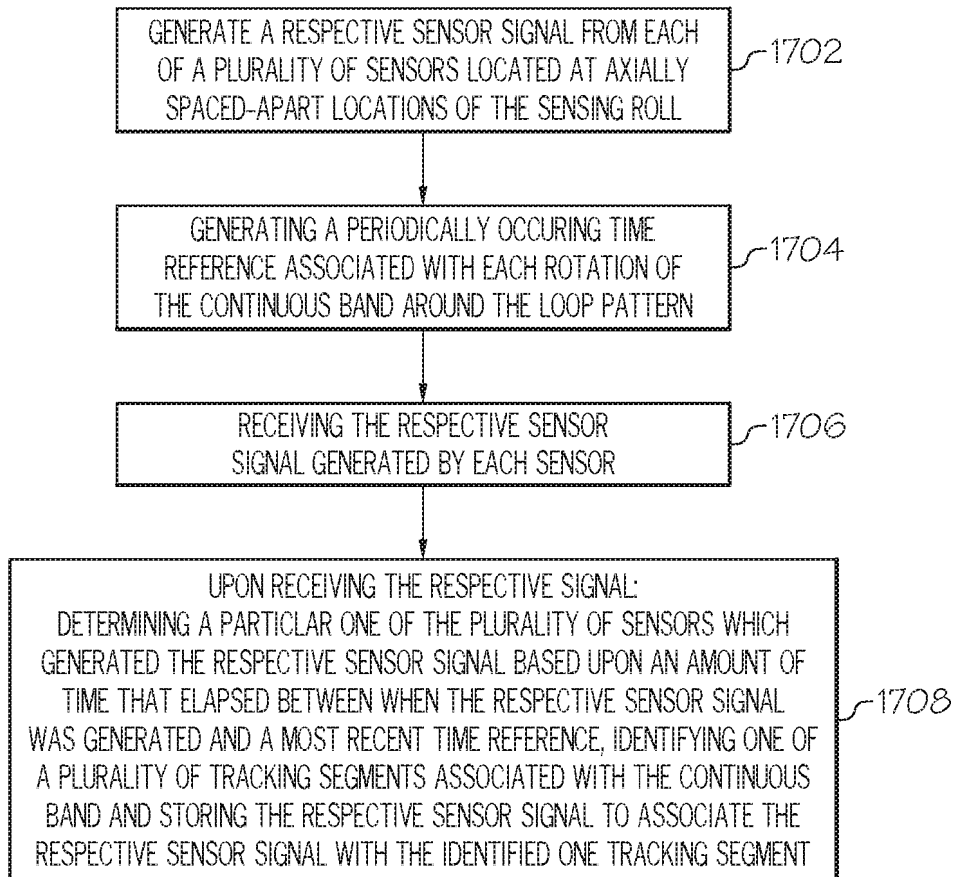 GENERATE A RESPECTIVE SENSOR SIGNAL FROM EACH
OF A PLURALITY OF SENSORS LOCATED AT AXIALLY
SPACED-APART LOCATIONS OF THE SENSING ROLL
1702
GENERATING A PERIODICALLY OCCURING TIME
REFERENCE ASSOCIATED WITH EACH ROTATION OF
THE CONTINUOUS BAND AROUND THE LOOP PATTERN
1704
RECEIVING THE RESPECTIVE SENSOR
SIGNAL GENERATED BY EACH SENSOR
1706
UPON RECEIVING THE RESPECTIVE SIGNAL:
DETERMINING A PARTICLAR ONE OF THE PLURALITY OF SENSORS WHICH
GENERATED THE RESPECTIVE SENSOR SIGNAL BASED UPON AN AMOUNT OF
TIME THAT ELAPSED BETWEEN WHEN THE RESPECTIVE SENSOR SIGNAL
WAS GENERATED AND A MOST RECENT TIME REFERENCE, IDENTIFYING ONE OF
A PLURALITY OF TRACKING SEGMENTS ASSOCIATED WITH THE CONTINUOUS
BAND AND STORING THE RESPECTIVE SENSOR SIGNAL TO ASSOCIATE THE
RESPECTIVE SENSOR SIGNAL WITH THE IDENTIFIED ONE TRACKING SEGMENT
1708